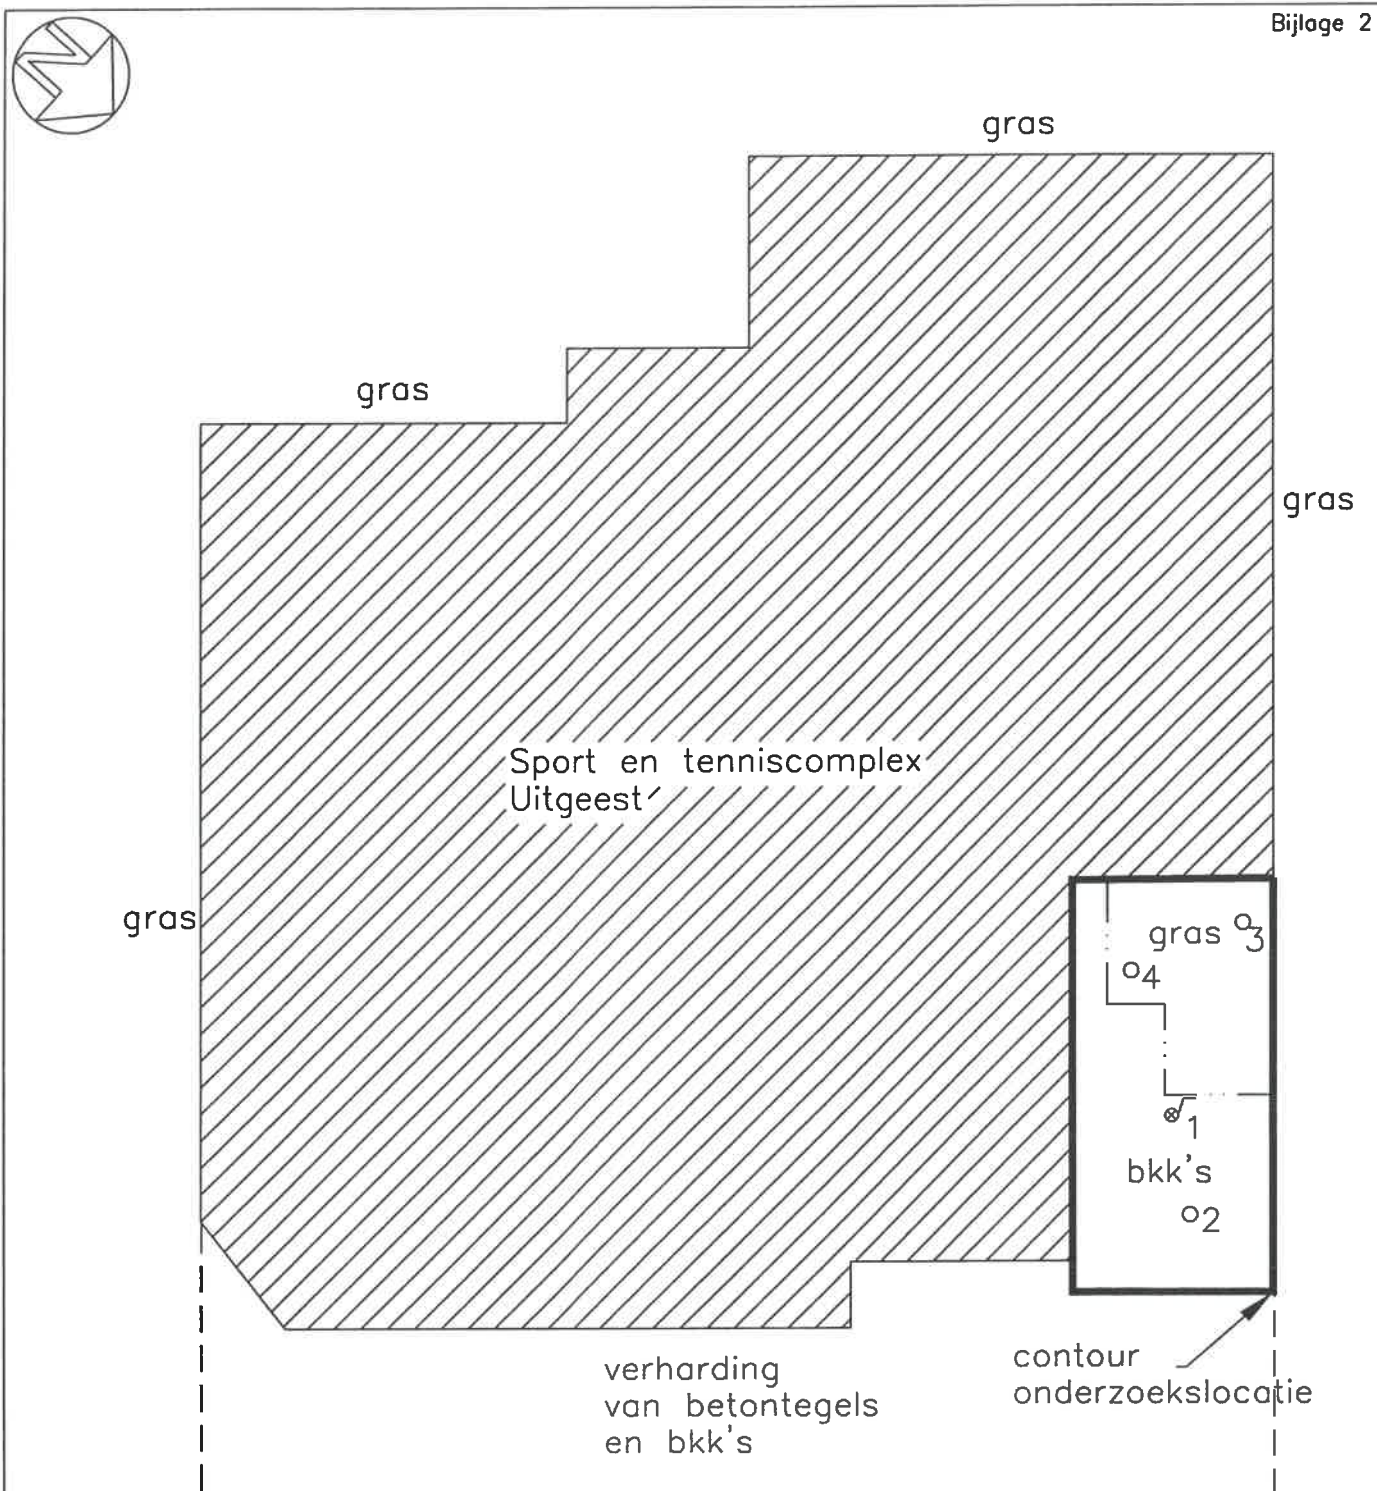 Bijlage 2
gras
gras
gras
Sport en tenniscomplex
Uitgeest
gras
gras 3
4
1
bkk's
2
verharding
van betontegels
en bkk's
contour
onderzoekslocatie